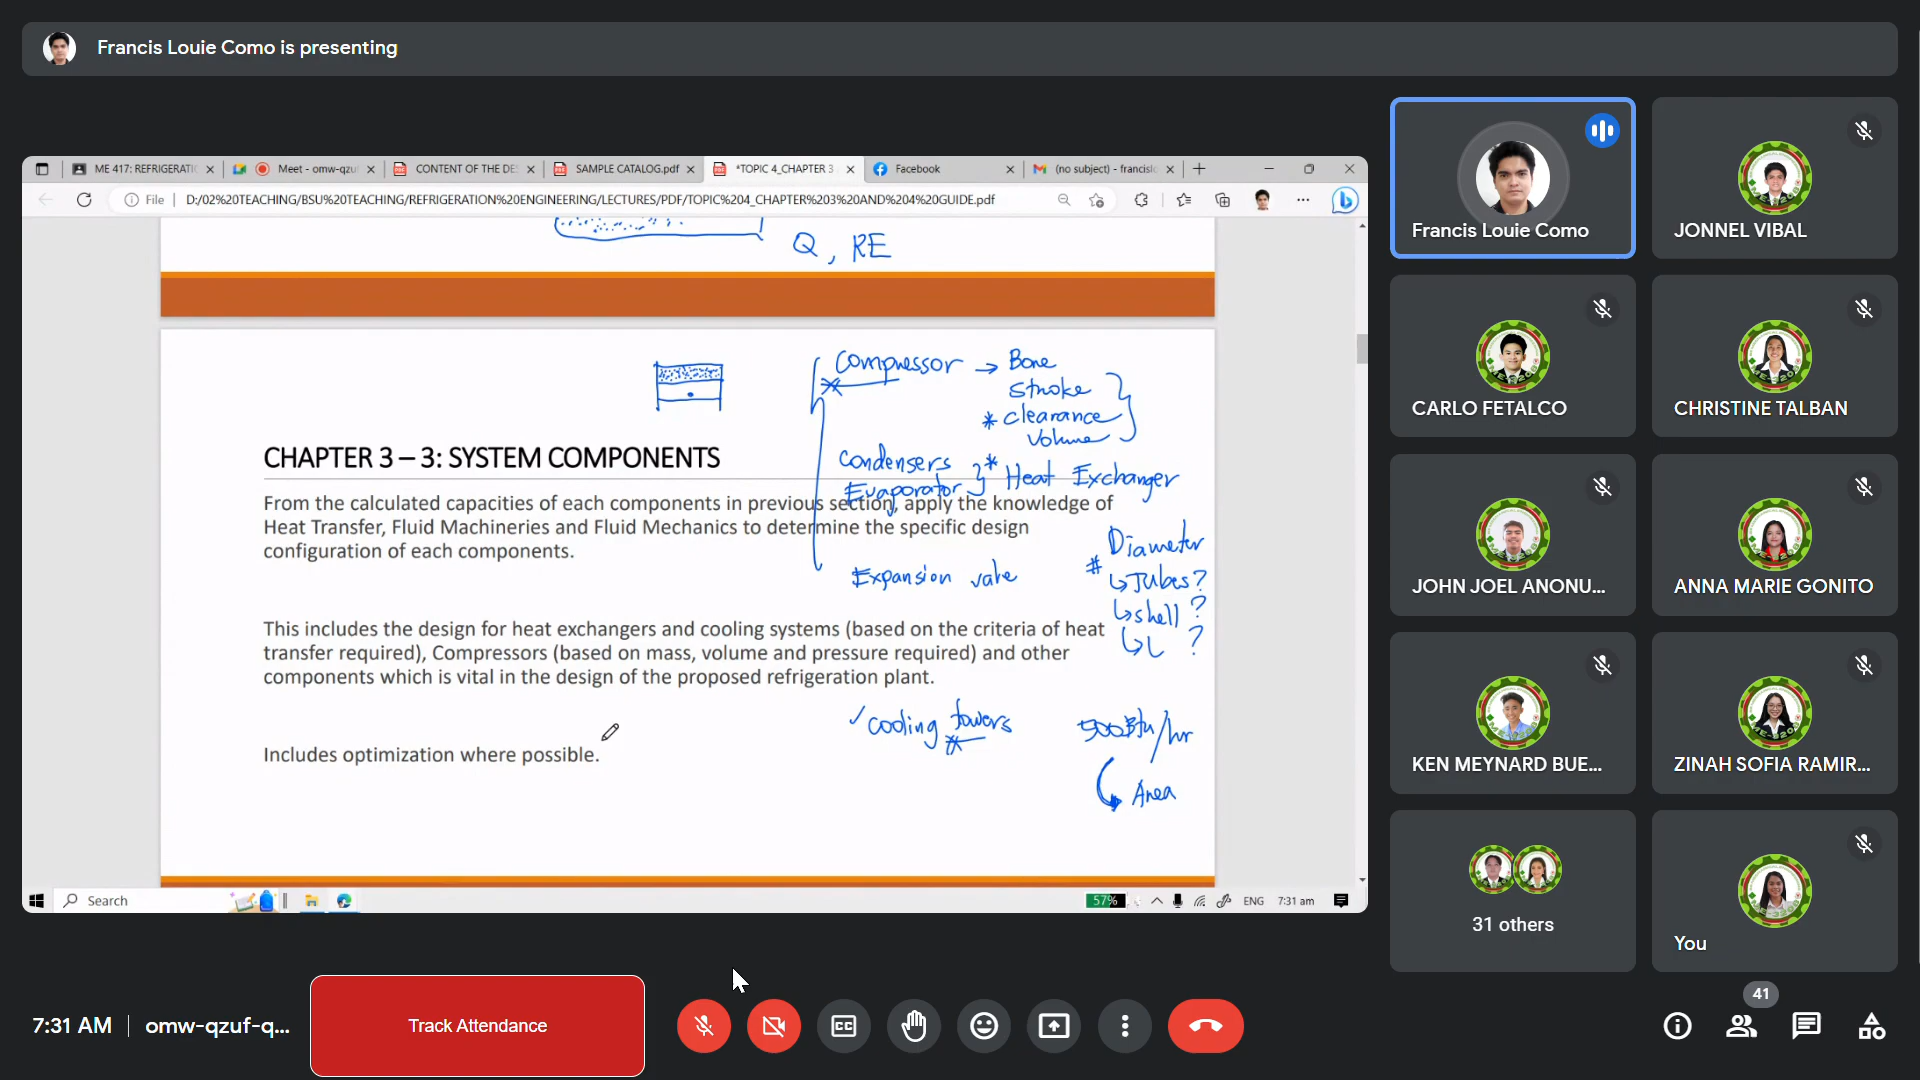 Francis Louie Como is presenting
ME 417: REFRIGERATI
Meet - omw-qzu
CONTENT OF THE DE
SAMPLE CATALOG.pdf
*TOPIC 4_CHAPTER 3
Facebook
(no subject) - francislo
File
D:/02%20TEACHING/BSU%20TEACHING/REFRIGERATION%20ENGINEERING/LECTURES/PDF/TOPIC%204_CHAPTER%203%20AND%204%20GUIDE.pdf
Q, RE
Compressor → Bore
Stroke
* clearance
Volume
Condensers
Evaporator } * Heat Exchanger
CHAPTER 3 – 3: SYSTEM COMPONENTS
From the calculated capacities of each components in previous section, apply the knowledge of
Heat Transfer, Fluid Machineries and Fluid Mechanics to determine the specific design
configuration of each components.
Expansion valve
Diameter
# ↳ Tubes?
↳ shell ?
↳ L ?
This includes the design for heat exchangers and cooling systems (based on the criteria of heat
transfer required), Compressors (based on mass, volume and pressure required) and other
components which is vital in the design of the proposed refrigeration plant.
✓ cooling towers
500Btu/hr
Area
Includes optimization where possible.
Search
57%
ENG
7:31 am
Francis Louie Como
JONNEL VIBAL
CARLO FETALCO
CHRISTINE TALBAN
JOHN JOEL ANONU...
ANNA MARIE GONITO
KEN MEYNARD BUE...
ZINAH SOFIA RAMIR...
31 others
You
7:31 AM
omw-qzuf-q...
Track Attendance
41